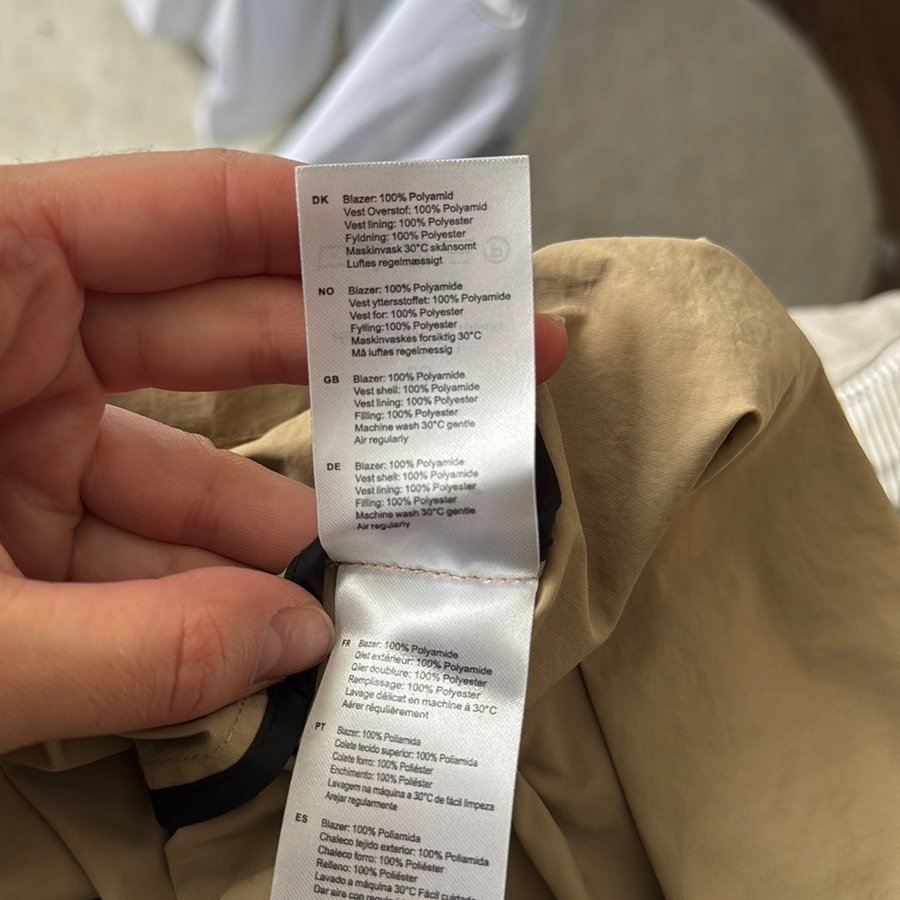 DK Blazer: 100% Polyamid
Vest Overstof: 100% Polyamid
Vest lining: 100% Polyester
Fyldning: 100% Polyester
Maskinvask 30°C skånsomt
Luftes regelmæssigt
NO Blazer: 100% Polyamide
Vest yttersstoffet: 100% Polyamide
Vest for: 100% Polyester
Fylling:100% Polyester
Maskinvaskes forsiktig 30°C
Må luftes regelmessig
GB Blazer: 100% Polyamide
Vest shell: 100% Polyamide
Vest lining: 100% Polyester
Filling: 100% Polyester
Machine wash 30°C gentle
Air regularly
DE Blazer: 100% Polyamide
Vest shell: 100% Polyamide
Vest lining: 100% Polyester
Filling: 100% Polyester
Machine wash 30°C gentle
Air regularly
FR Blazer: 100% Polyamide
extérieur: 100% Polyamide
doublure: 100% Polyester
Remplissage: 100% Polyester
Lavage délicat en machine à 30°C
Aérer régulièrement
PT Blazer: 100% Poliamida
Colete tecido superior: 100% Poliamida
Colete forro: 100% Poliéster
Enchimento: 100% Poliéster
Lavagem na máquina a 30°C de fácil limpeza
Arejar regularmente
ES Blazer: 100% Poliamida
Chaleco tejido exterior: 100% Poliamida
Chaleco forro: 100% Poliéster
Relleno: 100% Poliéster
Lavado a máquina 30°C Fácil
Dar aire con